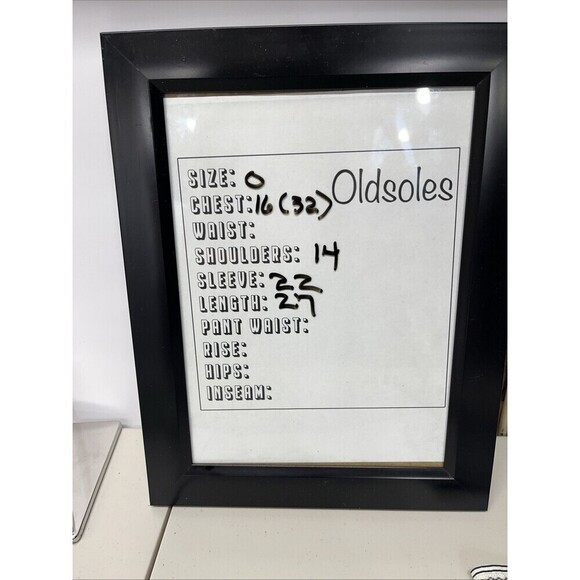 Oldsoles
SIZE: 0
CHEST: 16 (32)
WAIST:
SHOULDERS: 14
SLEEVE: 22
LENGTH: 27
PANT WAIST:
RISE:
HIPS:
INSEAM: